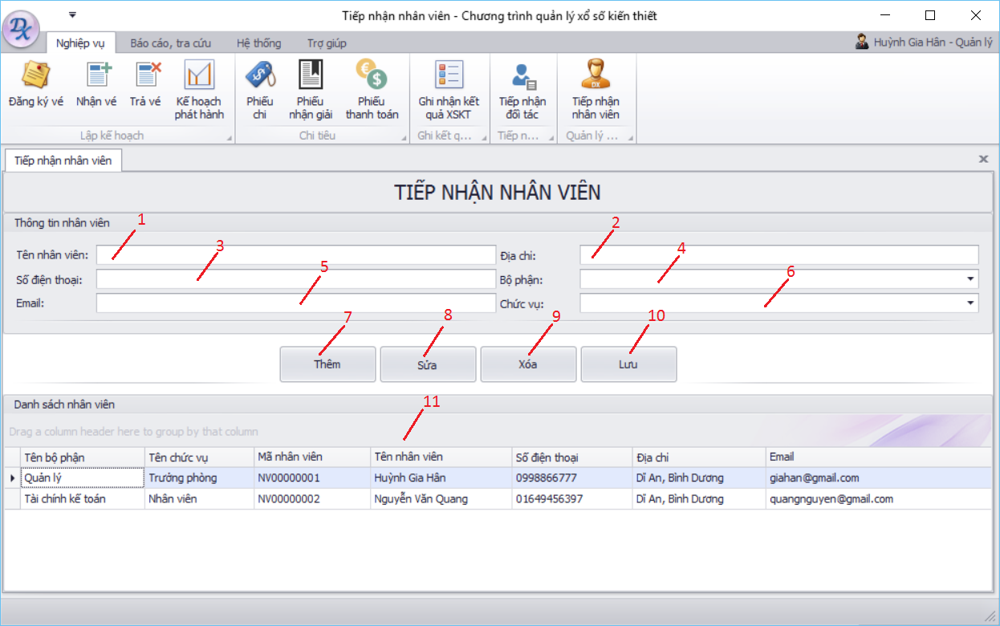 Tiếp nhận nhân viên - Chương trình quản lý xổ số kiến thiết
Nghiệp vụ Báo cáo, tra cứu Hệ thống Trợ giúp Huỳnh Gia Hân - Quản lý
Đăng ký vé Nhận vé Trả vé Kế hoạch phát hành Phiếu chi Phiếu nhận giải Phiếu thanh toán Ghi nhận kết quả XSKT Tiếp nhận đối tác Tiếp nhận nhân viên
Lập kế hoạch Chi tiêu Ghi kết q... Tiếp n... Quản lý ...
Tiếp nhận nhân viên
TIẾP NHẬN NHÂN VIÊN
Thông tin nhân viên 1 2
Tên nhân viên: 3 Địa chỉ: 4
Số điện thoại: 5 Bộ phận: 6
Email: Chức vụ:
7 8 9 10
Thêm Sửa Xóa Lưu
Danh sách nhân viên 11
Drag a column header here to group by that column
Tên bộ phận Tên chức vụ Mã nhân viên Tên nhân viên Số điện thoại Địa chỉ Email
Quản lý Trưởng phòng NV00000001 Huỳnh Gia Hân 0998866777 Dĩ An, Bình Dương giahan@gmail.com
Tài chính kế toán Nhân viên NV00000002 Nguyễn Văn Quang 01649456397 Dĩ An, Bình Dương quangnguyen@gmail.com